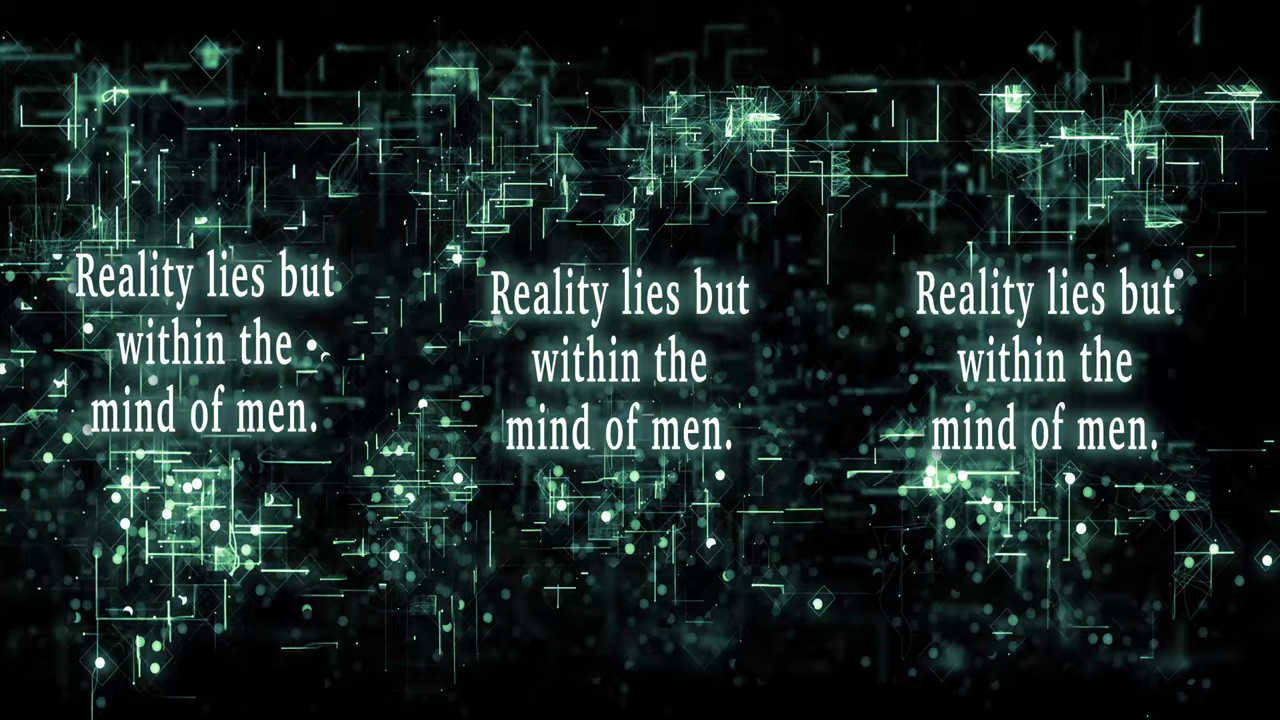 Reality lies but
within the
mind of men.
Reality lies but
within the
mind of men.
Reality lies but
within the
mind of men.